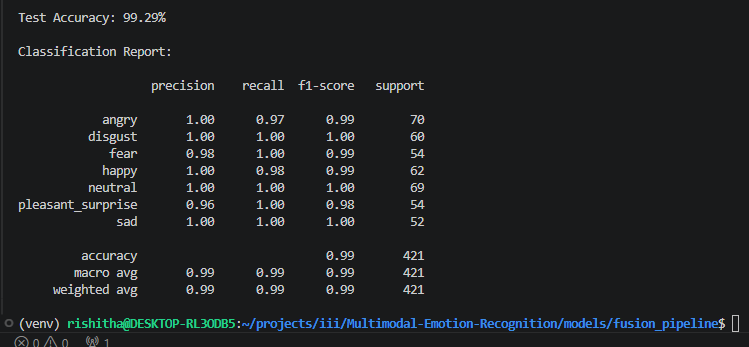 Test Accuracy: 99.29%
Classification Report:
precision recall f1-score support
angry 1.00 0.97 0.99 70
disgust 1.00 1.00 1.00 60
fear 0.98 1.00 0.99 54
happy 1.00 0.98 0.99 62
neutral 1.00 1.00 1.00 69
pleasant_surprise 0.96 1.00 0.98 54
sad 1.00 1.00 1.00 52
accuracy 0.99 421
macro avg 0.99 0.99 0.99 421
weighted avg 0.99 0.99 0.99 421
(venv) rishitha@DESKTOP-RL3ODB5:~/projects/iii/Multimodal-Emotion-Recognition/models/fusion_pipeline$
0 0 1